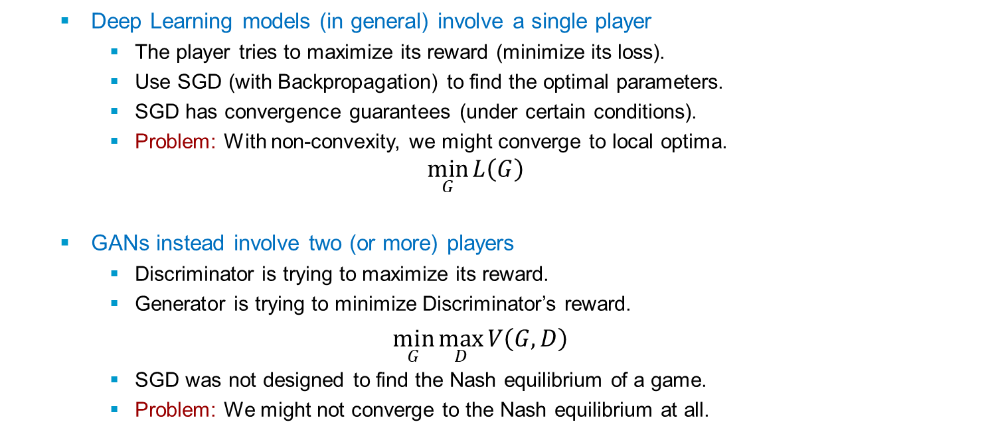 ▪ Deep Learning models (in general) involve a single player
▪ The player tries to maximize its reward (minimize its loss).
▪ Use SGD (with Backpropagation) to find the optimal parameters.
▪ SGD has convergence guarantees (under certain conditions).
▪ Problem: With non-convexity, we might converge to local optima.
min L(G)
G
▪ GANs instead involve two (or more) players
▪ Discriminator is trying to maximize its reward.
▪ Generator is trying to minimize Discriminator’s reward.
min max V(G, D)
G D
▪ SGD was not designed to find the Nash equilibrium of a game.
▪ Problem: We might not converge to the Nash equilibrium at all.